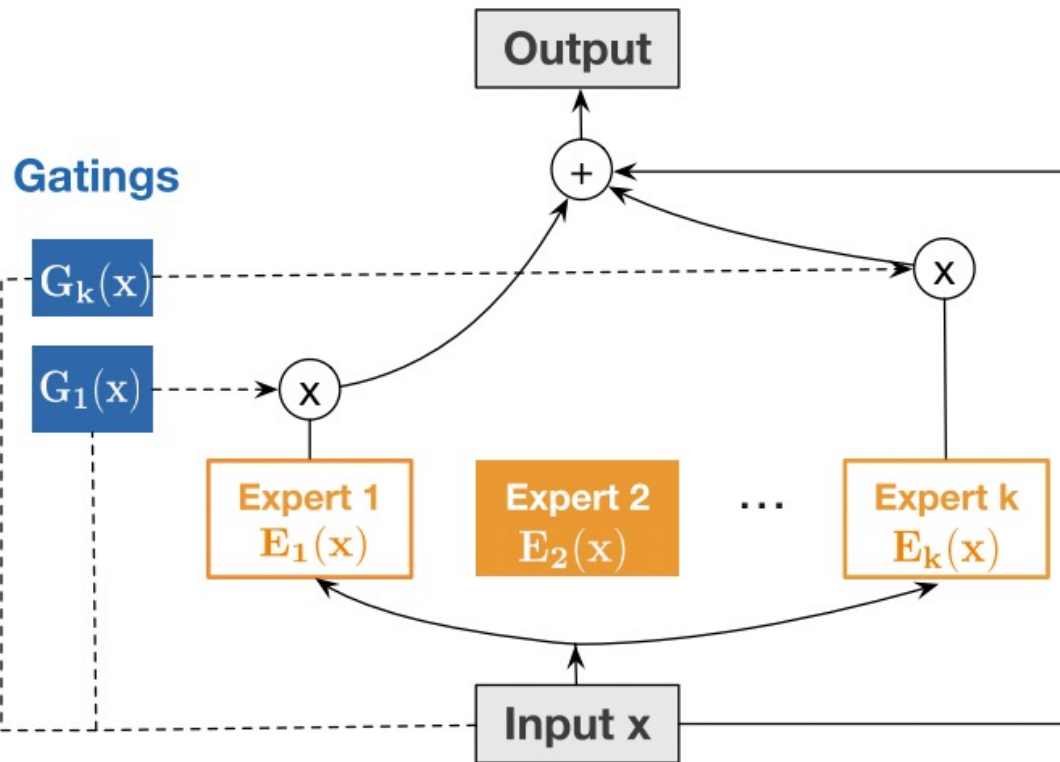 Output
+
Gatings
Gₖ(x)
x
G₁(x)
x
Expert 1
E₁(x)
Expert 2
E₂(x)
...
Expert k
Eₖ(x)
Input x